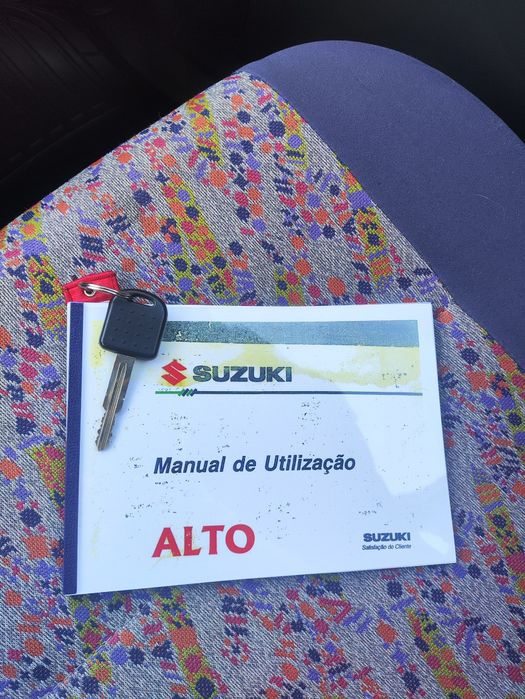 SUZUKI
Manual de Utilização
ALTO
SUZUKI
Satisfação do Cliente